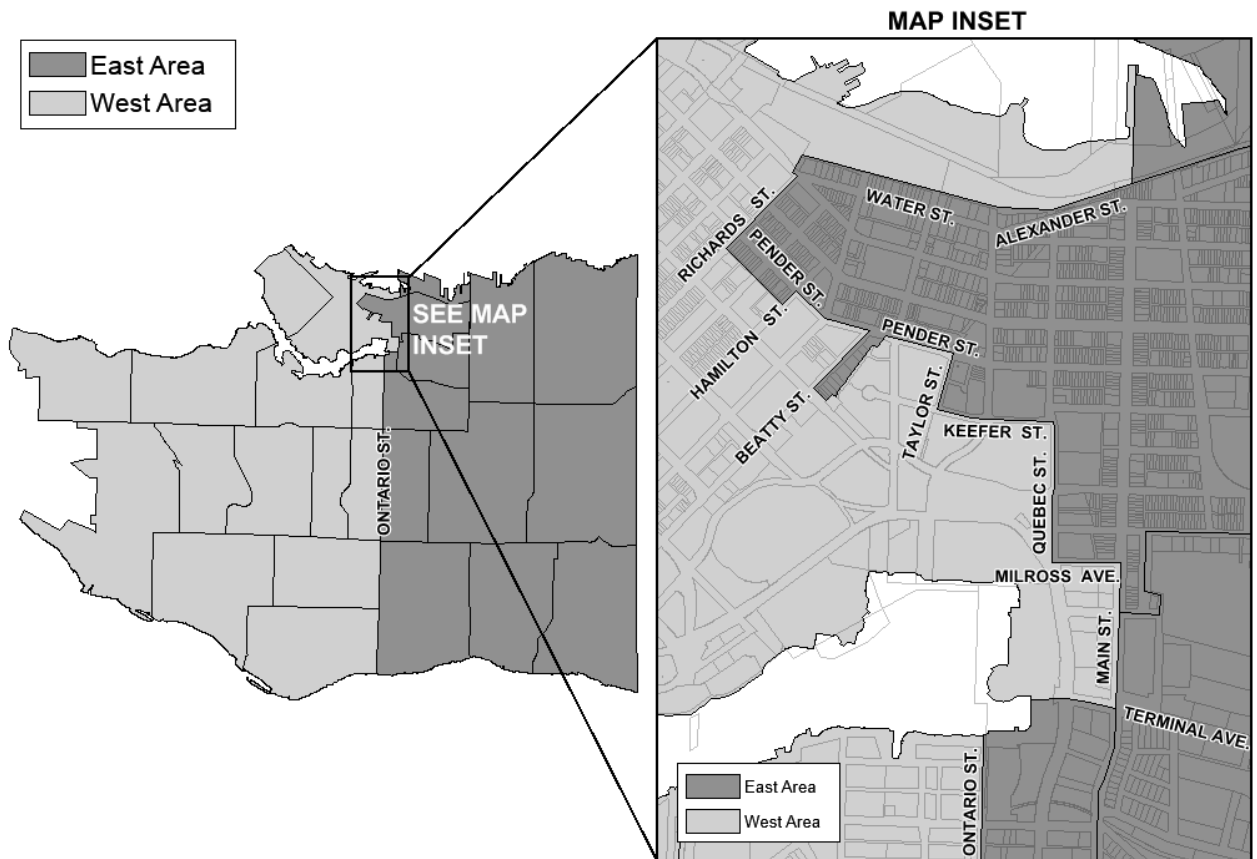 MAP INSET
East Area
West Area
SEE MAP
INSET
ONTARIO ST.
WATER ST.
ALEXANDER ST.
RICHARDS ST.
PENDER ST.
HAMILTON ST.
PENDER ST.
BEATTY ST.
TAYLOR ST.
KEEFER ST.
QUEBEC ST.
MILROSS AVE.
MAIN ST.
TERMINAL AVE.
ONTARIO ST.
East Area
West Area